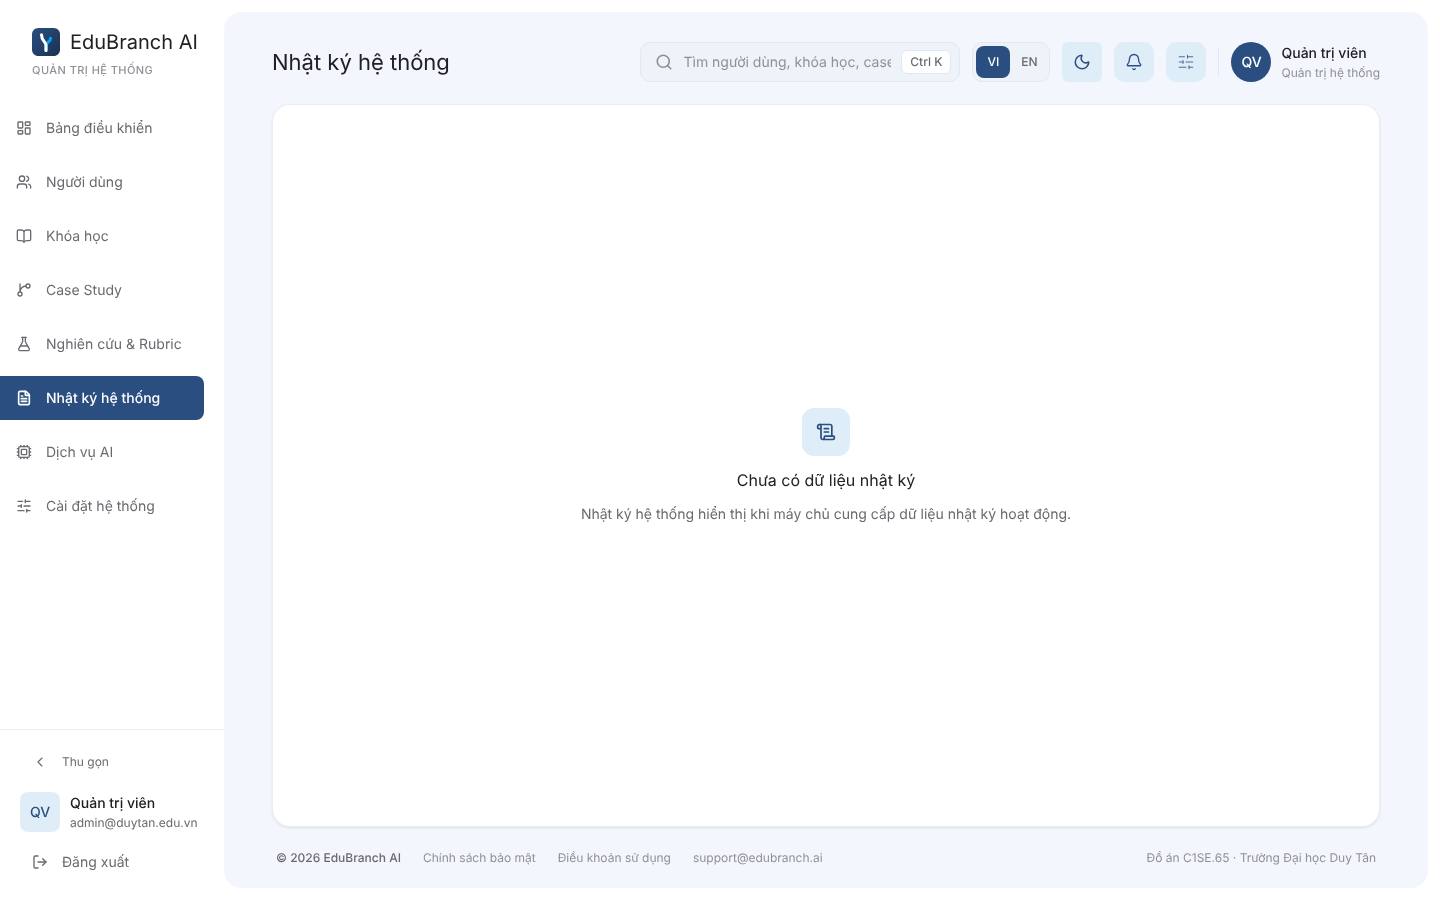 EduBranch AI
QUẢN TRỊ HỆ THỐNG
Bảng điều khiển
Người dùng
Khóa học
Case Study
Nghiên cứu & Rubric
Nhật ký hệ thống
Dịch vụ AI
Cài đặt hệ thống
Thu gọn
QV
Quản trị viên
admin@duytan.edu.vn
Đăng xuất
Nhật ký hệ thống
Tìm người dùng, khóa học, case
Ctrl K
VI
EN
QV
Quản trị viên
Quản trị hệ thống
Chưa có dữ liệu nhật ký
Nhật ký hệ thống hiển thị khi máy chủ cung cấp dữ liệu nhật ký hoạt động.
© 2026 EduBranch AI
Chính sách bảo mật
Điều khoản sử dụng
support@edubranch.ai
Đồ án C1SE.65 · Trường Đại học Duy Tân